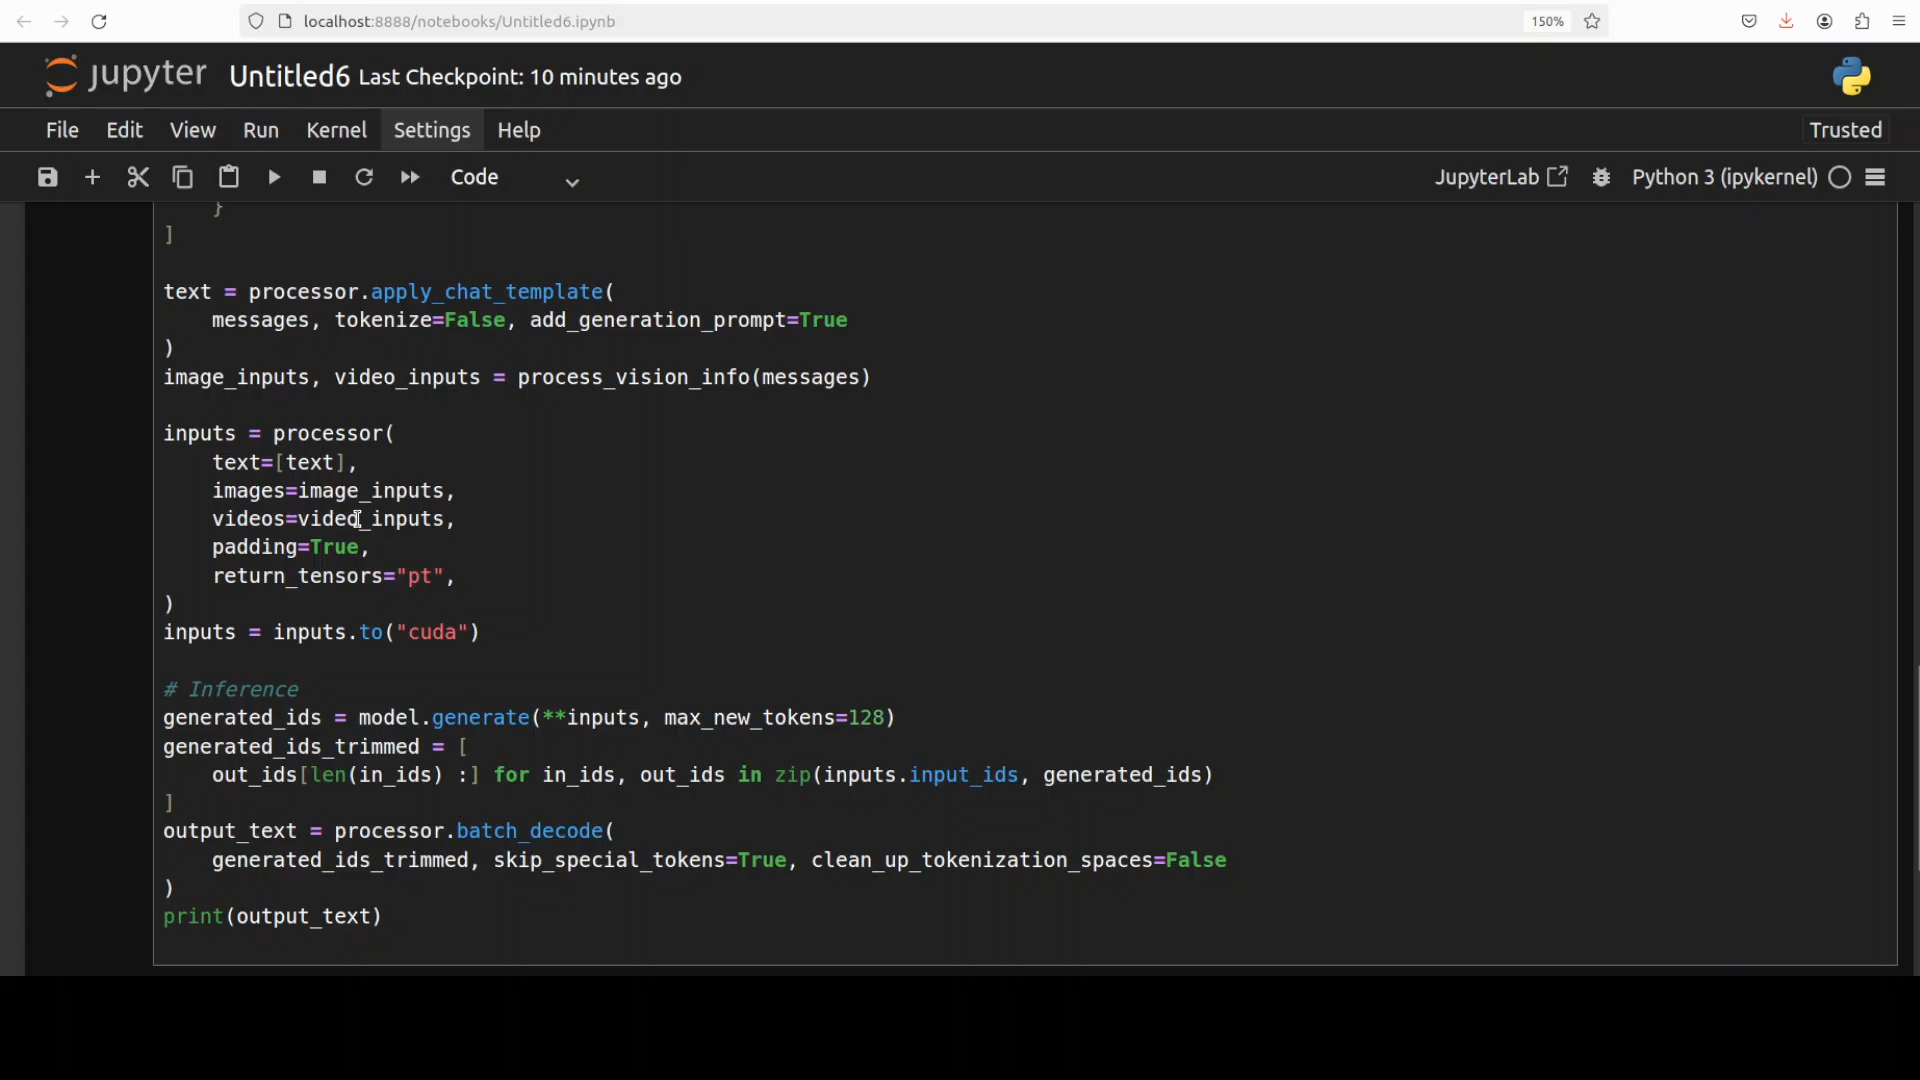 localhost:8888/notebooks/Untitled6.ipynb
150%
jupyter Untitled6 Last Checkpoint: 10 minutes ago
File Edit View Run Kernel Settings Help Trusted
Code JupyterLab Python 3 (ipykernel)
}
]
text = processor.apply_chat_template(
messages, tokenize=False, add_generation_prompt=True
)
image_inputs, video_inputs = process_vision_info(messages)
inputs = processor(
text=[text],
images=image_inputs,
videos=video_inputs,
padding=True,
return_tensors="pt",
)
inputs = inputs.to("cuda")
# Inference
generated_ids = model.generate(**inputs, max_new_tokens=128)
generated_ids_trimmed = [
out_ids[len(in_ids) :] for in_ids, out_ids in zip(inputs.input_ids, generated_ids)
]
output_text = processor.batch_decode(
generated_ids_trimmed, skip_special_tokens=True, clean_up_tokenization_spaces=False
)
print(output_text)